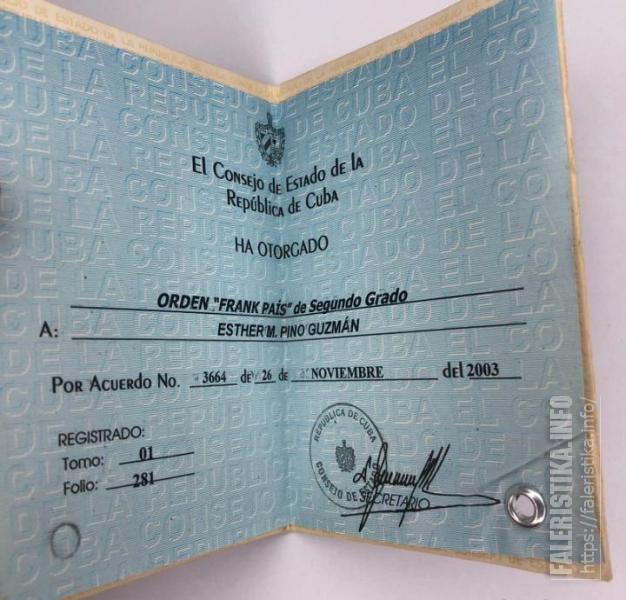 El Consejo de Estado de la
República de Cuba
HA OTORGADO
ORDEN "FRANK PAÍS" de Segundo Grado
A: ESTHER M. PINO GUZMÁN
Por Acuerdo No. 3664 de 26 de NOVIEMBRE del 2003
REGISTRADO:
Tomo: 01
Folio: 281
REPÚBLICA DE CUBA
CONSEJO DE ESTADO
SECRETARIO
FALERISTIKA.INFO
https://faleristika.info/